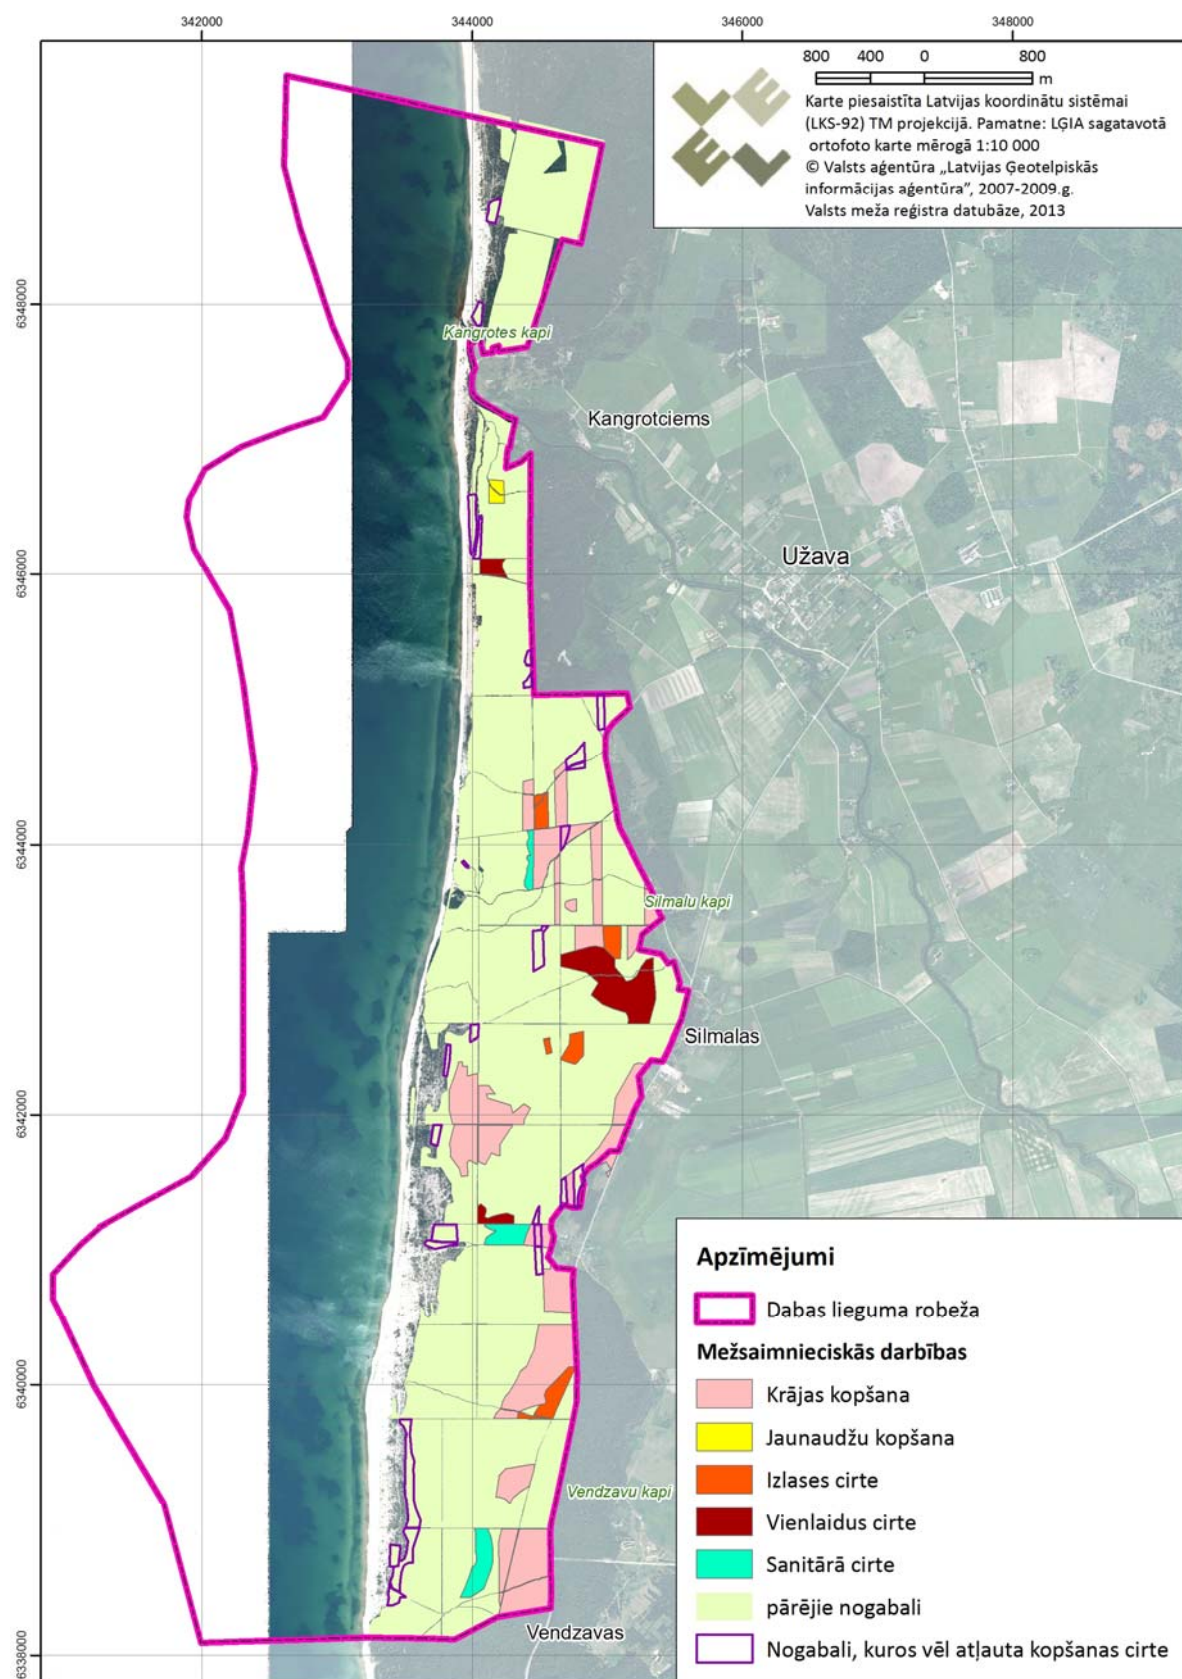 342000
344000
346000
348000
800 400 0 800
m
L E
E L
Karte piesaistīta Latvijas koordinātu sistēmai
(LKS-92) TM projekcijā. Pamatne: LĢIA sagatavotā
ortofoto karte mērogā 1:10 000
© Valsts aģentūra „Latvijas Ģeotelpiskās
informācijas aģentūra”, 2007-2009.g.
Valsts meža reģistra datubāze, 2013
6348000
Kangrotes kapi
Kangrotciems
Užava
6346000
6344000
Silmalu kapi
Silmalas
6342000
Apzīmējumi
Dabas lieguma robeža
Mežsaimnieciskās darbības
6340000
Krājas kopšana
Jaunaudžu kopšana
Izlases cirte
Vendzavu kapi
Vienlaidus cirte
Sanitārā cirte
pārējie nogabali
Vendzavas
Nogabali, kuros vēl atļauta kopšanas cirte
6338000